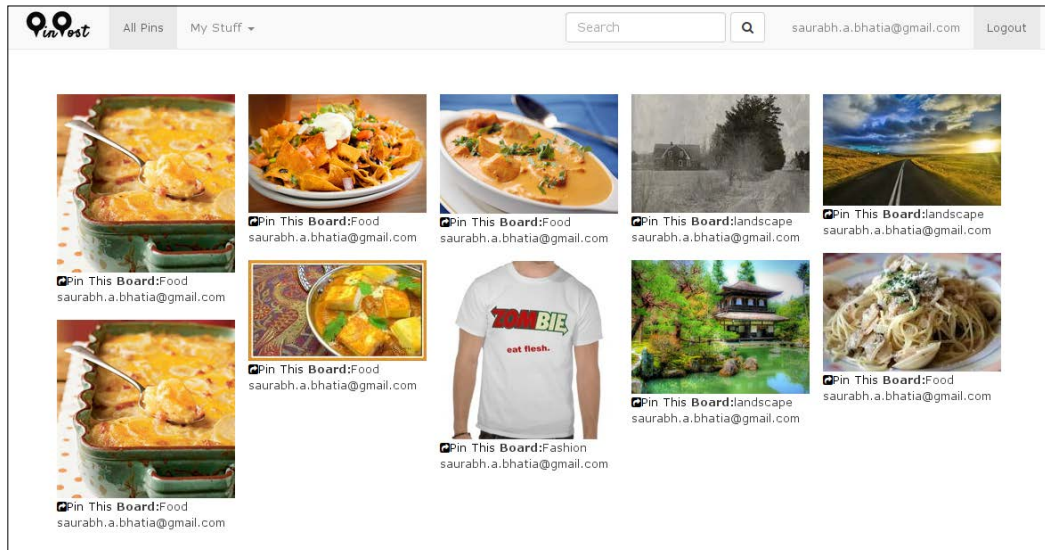 PinPost
All Pins
My Stuff
Search
saurabh.a.bhatia@gmail.com
Logout
Pin This Board:Food
saurabh.a.bhatia@gmail.com
Pin This Board:Food
saurabh.a.bhatia@gmail.com
Pin This Board:Food
saurabh.a.bhatia@gmail.com
Pin This Board:landscape
saurabh.a.bhatia@gmail.com
Pin This Board:landscape
saurabh.a.bhatia@gmail.com
Pin This Board:Food
saurabh.a.bhatia@gmail.com
Pin This Board:Food
saurabh.a.bhatia@gmail.com
ZOMBIE
eat flesh.
Pin This Board:Fashion
saurabh.a.bhatia@gmail.com
Pin This Board:landscape
saurabh.a.bhatia@gmail.com
Pin This Board:Food
saurabh.a.bhatia@gmail.com